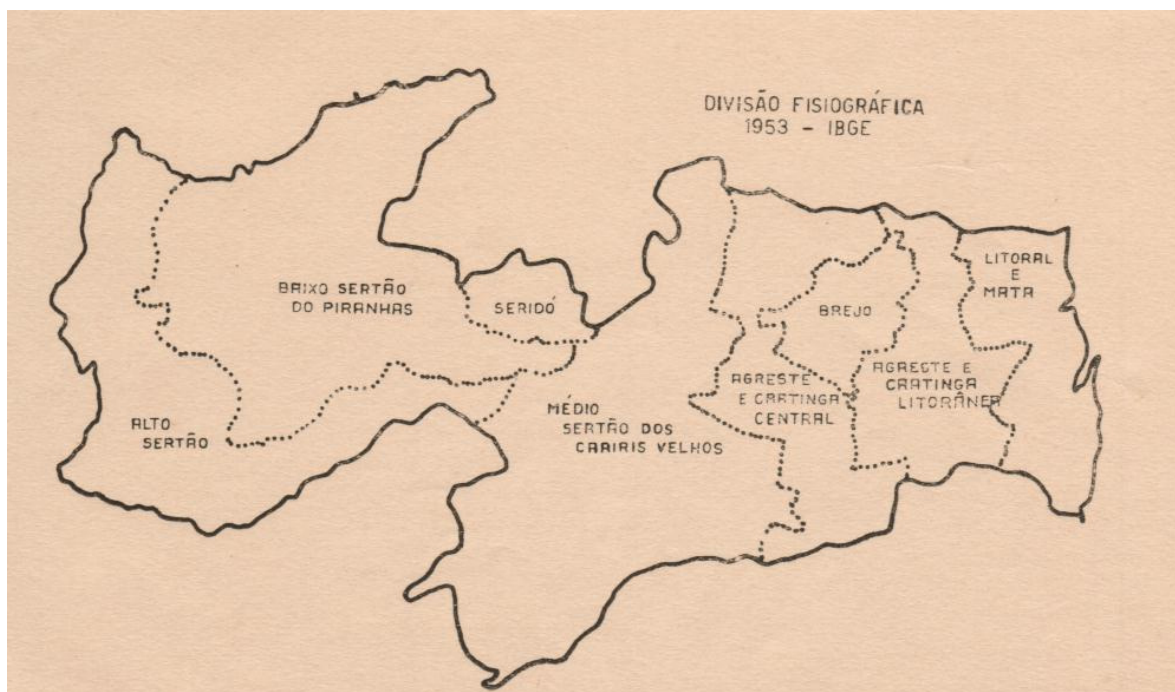 DIVISÃO FISIOGRÁFICA
1953 - IBGE
LITORAL
E
MATA
BAIXO SERTÃO
DO PIRANHAS
SERIDÓ
BREJO
AGRESTE E
CAATINGA
LITORÂNEA
AGRESTE
E CAATINGA
CENTRAL
MÉDIO
SERTÃO DOS
CARIRIS VELHOS
ALTO
SERTÃO